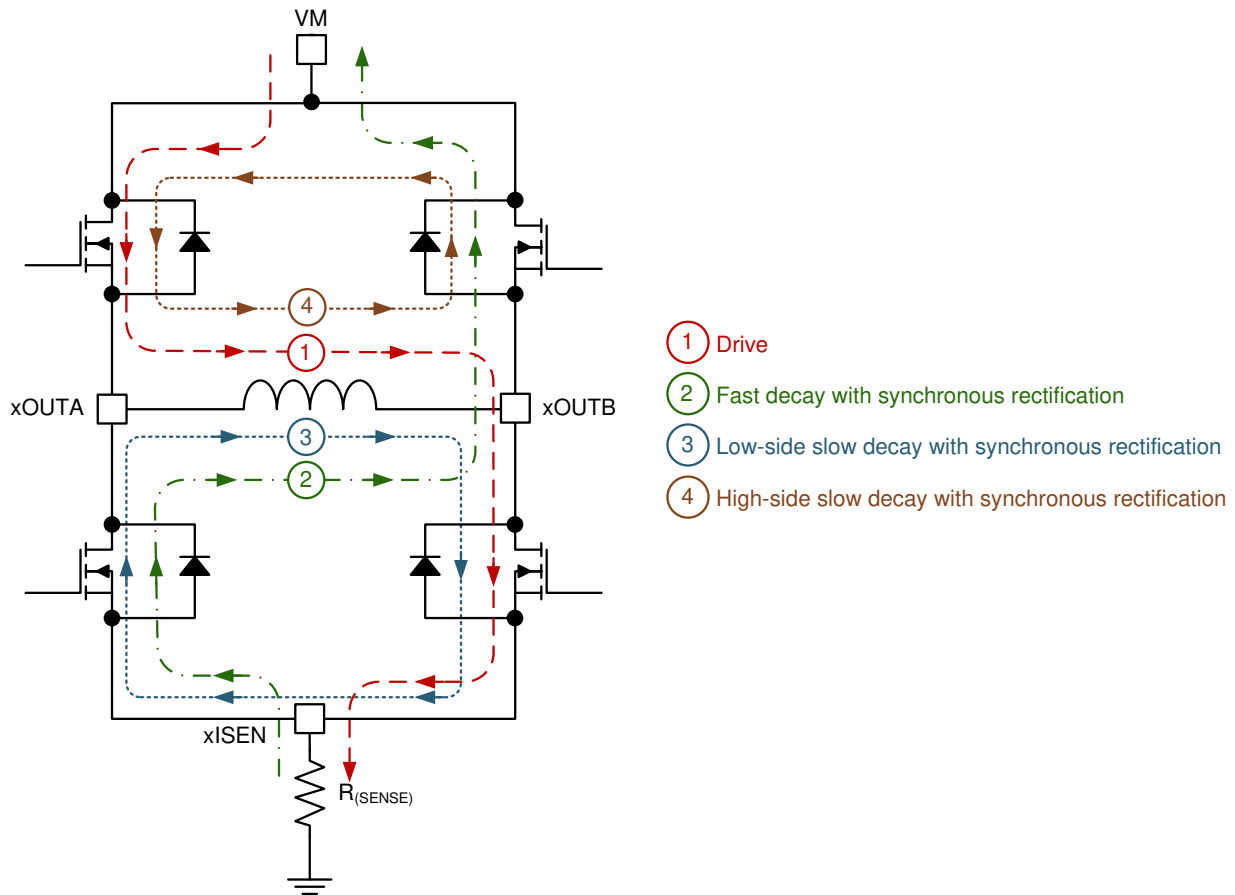 VM
4
1
1 Drive
2 Fast decay with synchronous rectification
xOUTA
xOUTB
3
3 Low-side slow decay with synchronous rectification
2
4 High-side slow decay with synchronous rectification
xISEN
R(SENSE)